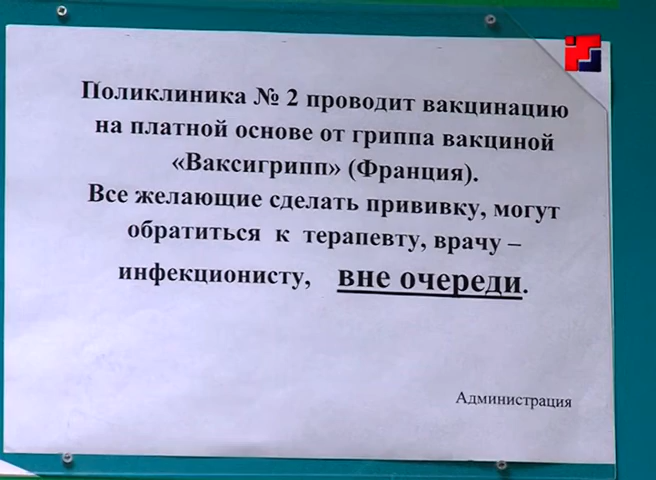 Поликлиника № 2 проводит вакцинацию
на платной основе от гриппа вакциной
«Ваксигрипп» (Франция).
Все желающие сделать прививку, могут
обратиться к терапевту, врачу –
инфекционисту, вне очереди.
Администрация